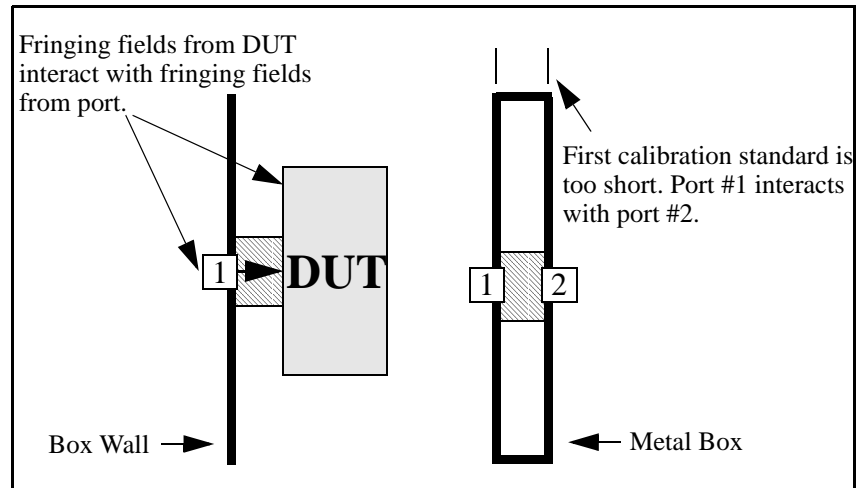 Fringing fields from DUT
interact with fringing fields
from port.
First calibration standard is
too short. Port #1 interacts
with port #2.
1
DUT
1
2
Box Wall
Metal Box